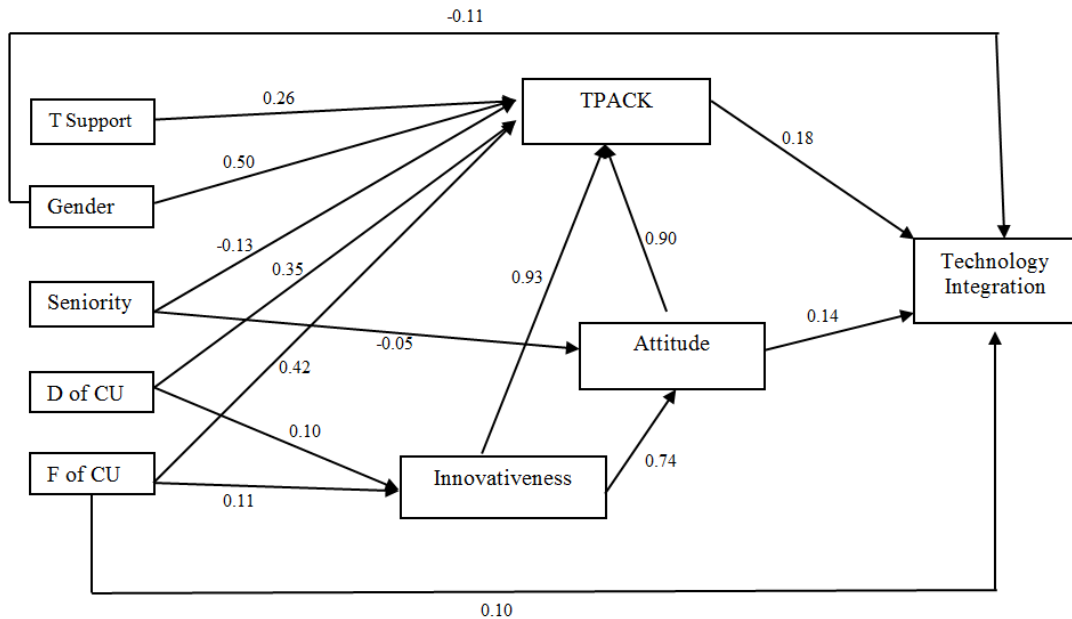 -0.11
T Support
0.26
TPACK
0.18
0.50
Gender
-0.13
0.35
0.90
Technology
Integration
0.93
Seniority
0.14
-0.05
Attitude
0.42
D of CU
0.10
0.74
F of CU
Innovativeness
0.11
0.10